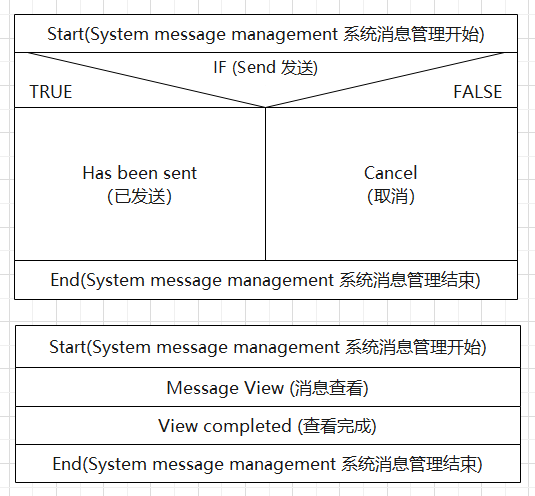 Start(System message management 系统消息管理开始)
IF (Send 发送)
TRUE
FALSE
Has been sent
(已发送)
Cancel
(取消)
End(System message management 系统消息管理结束)
Start(System message management 系统消息管理开始)
Message View (消息查看)
View completed (查看完成)
End(System message management 系统消息管理结束)